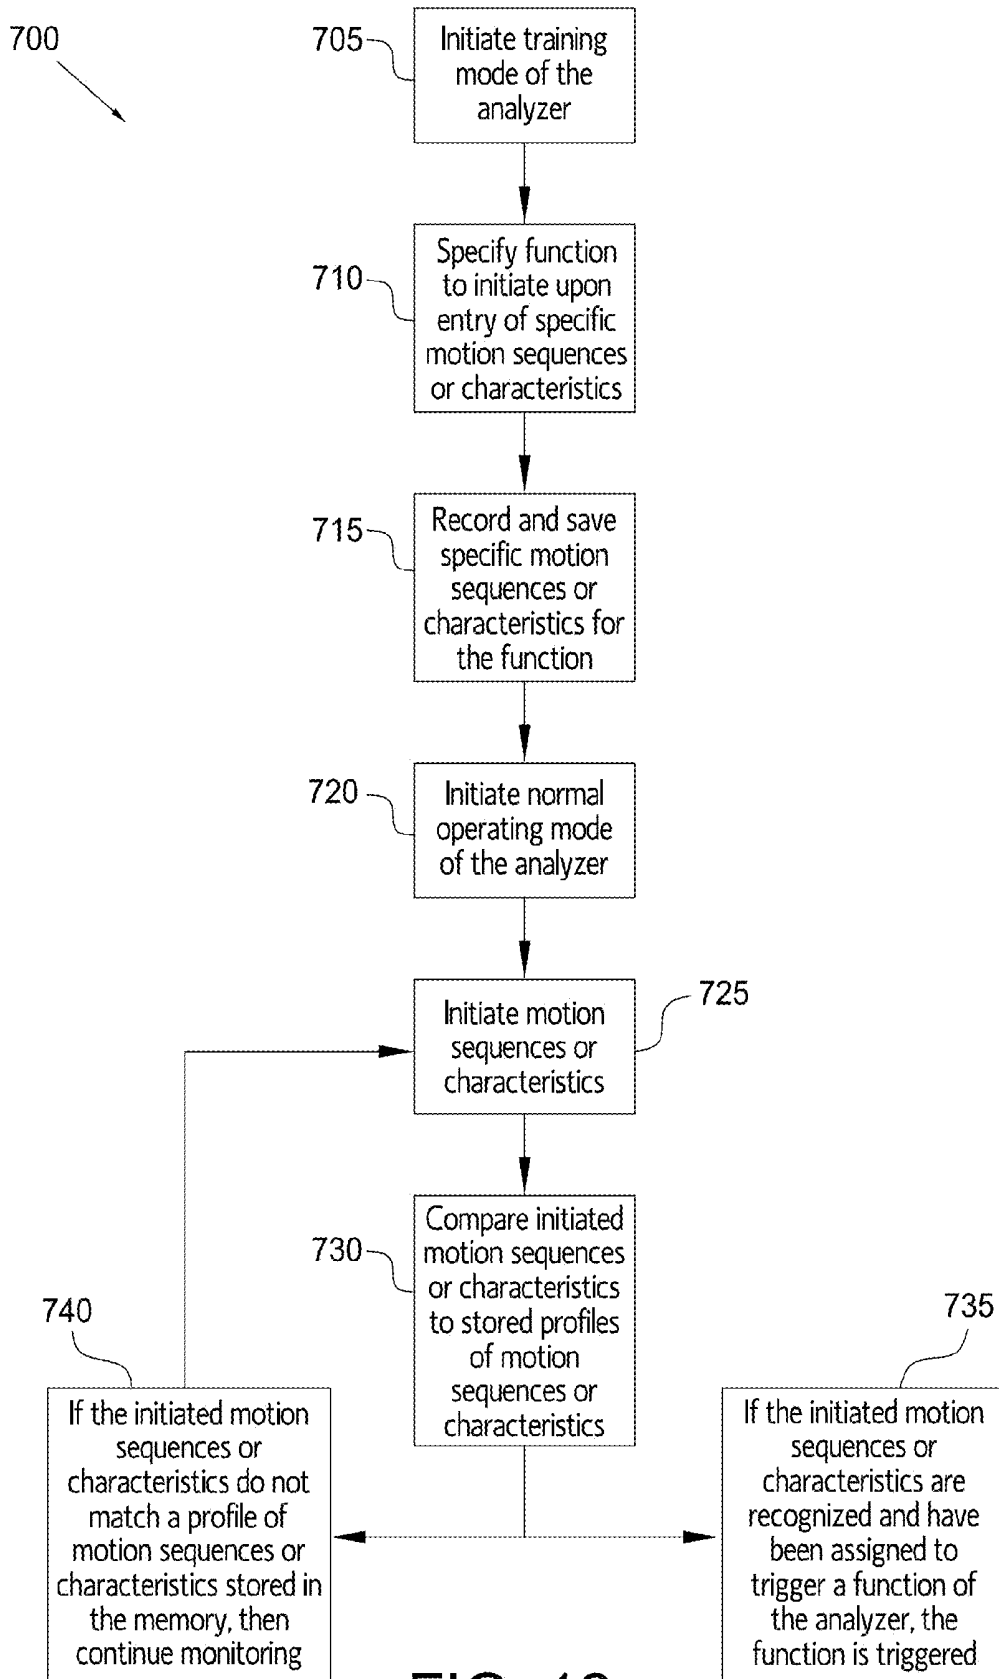 700
705
Initiate training
mode of the
analyzer
710
Specify function
to initiate upon
entry of specific
motion sequences
or characteristics
715
Record and save
specific motion
sequences or
characteristics for
the function
720
Initiate normal
operating mode
of the analyzer
725
Initiate motion
sequences or
characteristics
730
Compare initiated
motion sequences
or characteristics
to stored profiles
of motion
sequences or
characteristics
740
If the initiated motion
sequences or
characteristics do not
match a profile of
motion sequences or
characteristics stored in
the memory, then
continue monitoring
735
If the initiated motion
sequences or
characteristics are
recognized and have
been assigned to
trigger a function of
the analyzer, the
function is triggered